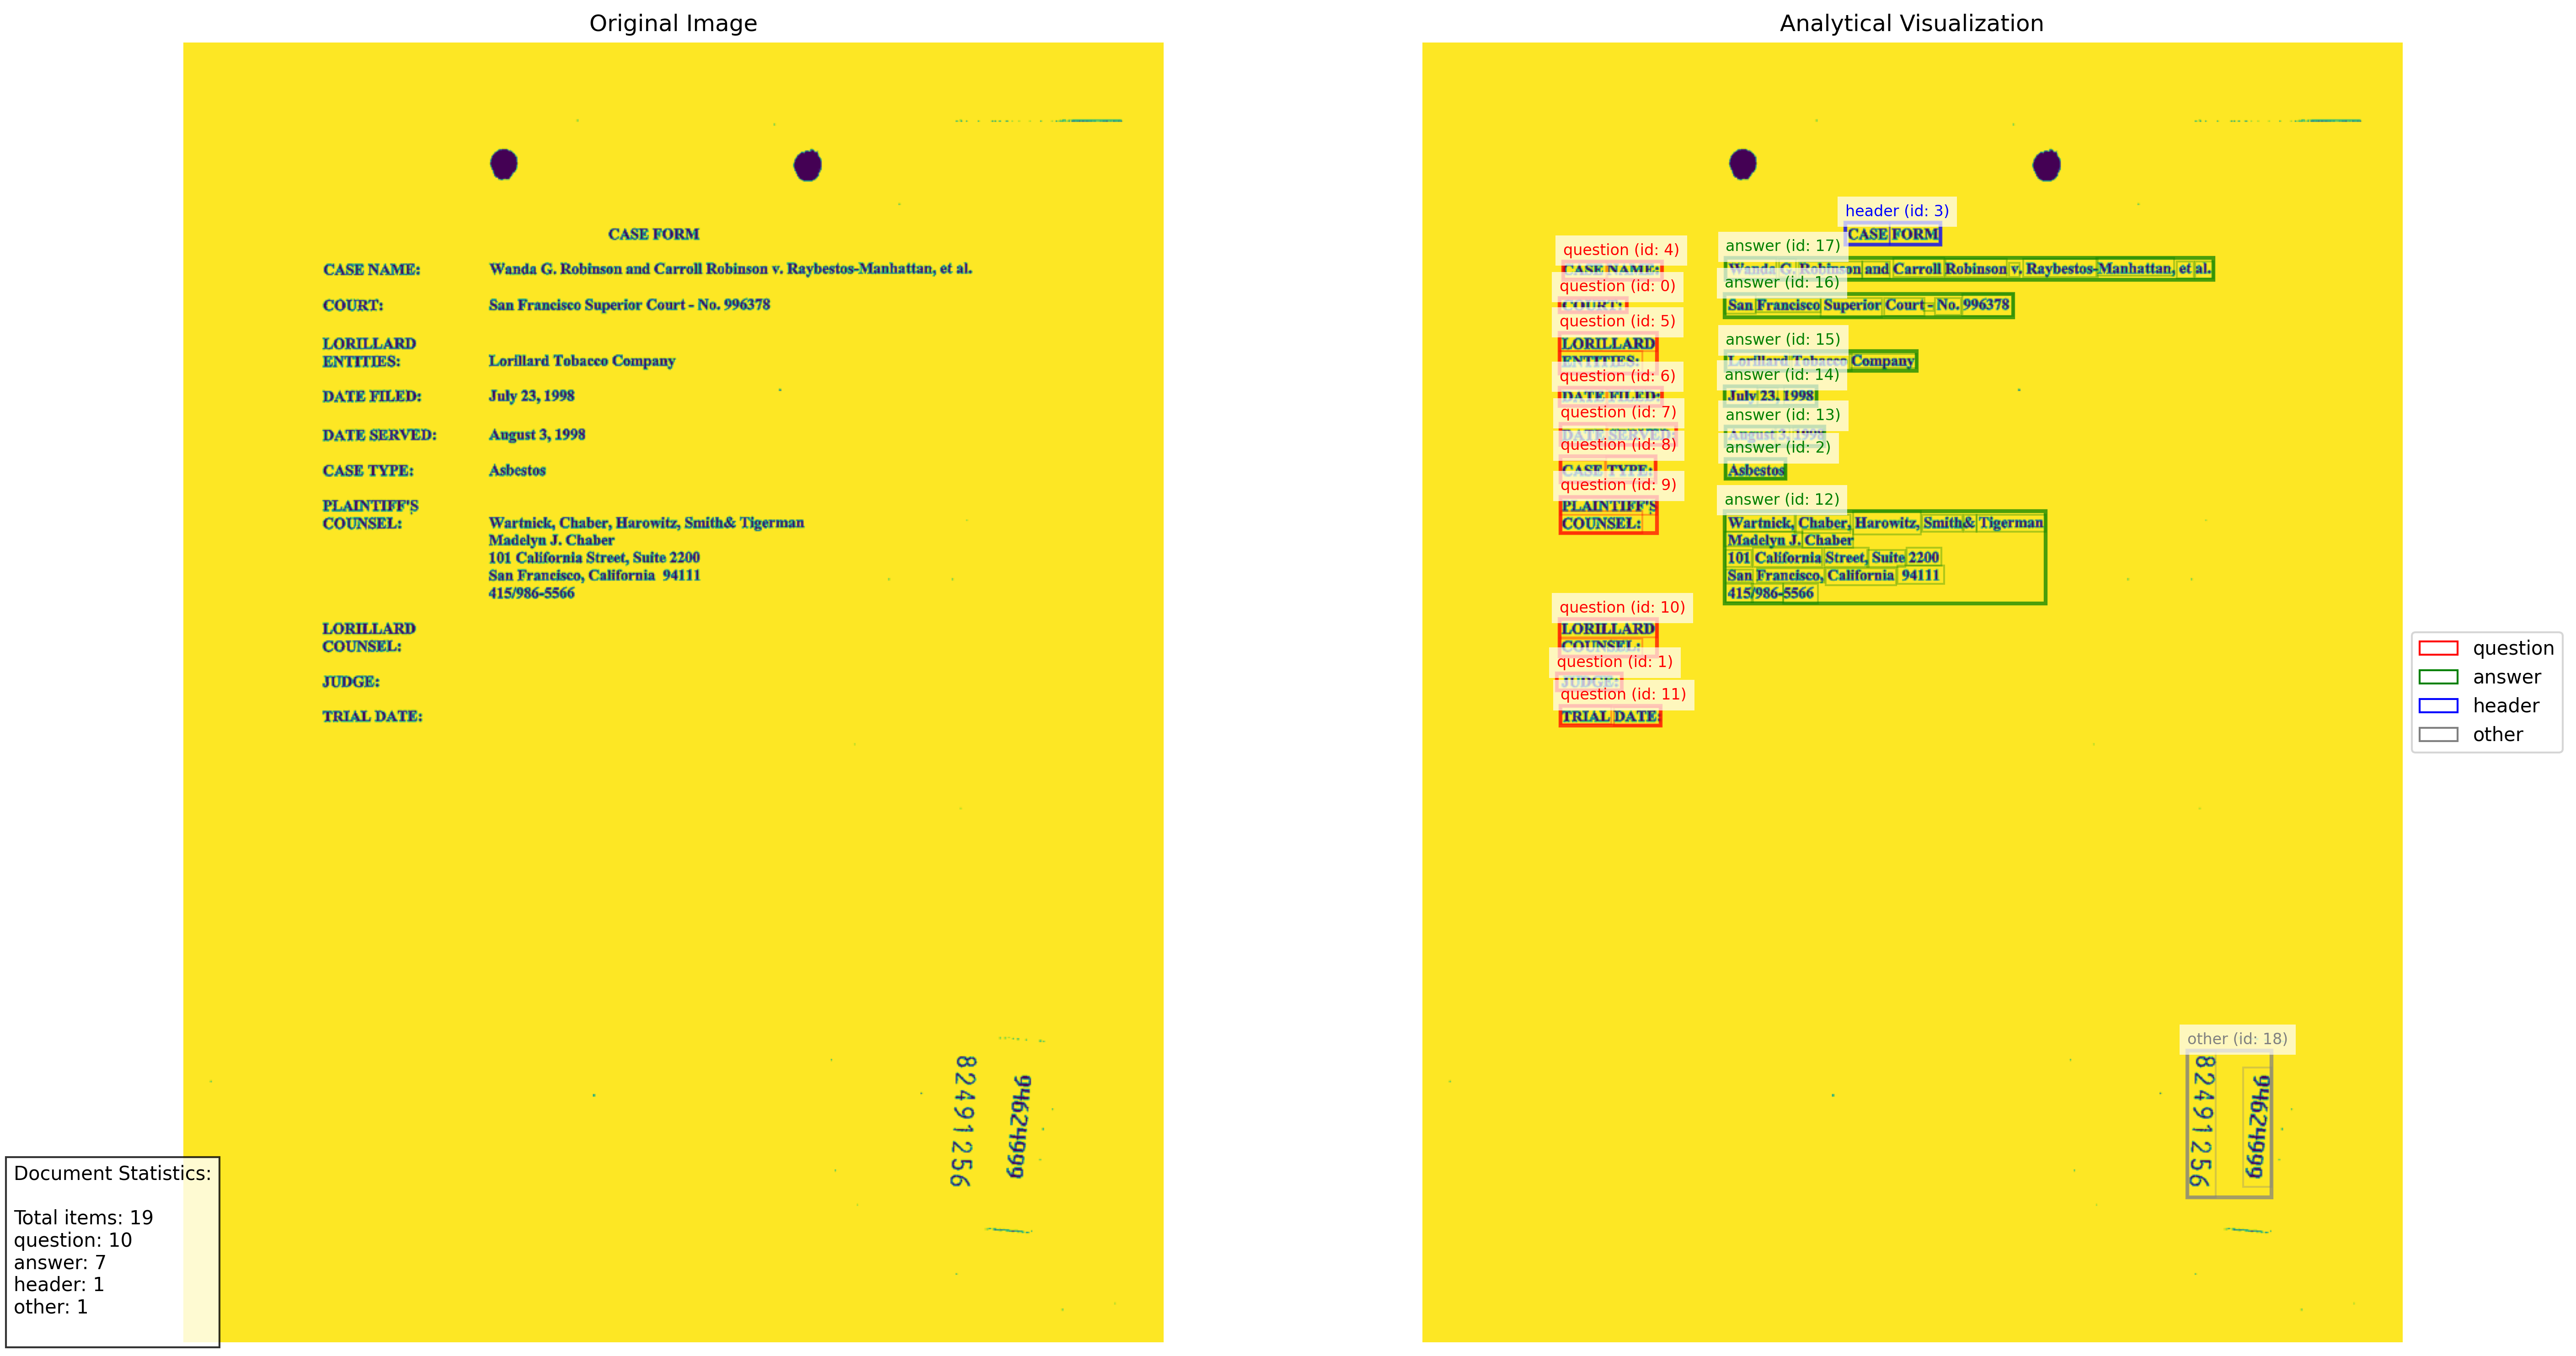 Original Image
CASE FORM
CASE NAME: Wanda G. Robinson and Carroll Robinson v. Raybestos-Manhattan, et al.
COURT: San Francisco Superior Court - No. 996378
LORILLARD
ENTITIES: Lorillard Tobacco Company
DATE FILED: July 23, 1998
DATE SERVED: August 3, 1998
CASE TYPE: Asbestos
PLAINTIFF'S
COUNSEL: Wartnick, Chaber, Harowitz, Smith& Tigerman
Madelyn J. Chaber
101 California Street, Suite 2200
San Francisco, California 94111
415/986-5566
LORILLARD
COUNSEL:
JUDGE:
TRIAL DATE:
82491256
94624999
Document Statistics:
Total items: 19
question: 10
answer: 7
header: 1
other: 1
Analytical Visualization
header (id: 3)
CASE FORM
question (id: 4) answer (id: 17)
CASE NAME: Wanda G. Robinson and Carroll Robinson v. Raybestos-Manhattan, et al.
question (id: 0) answer (id: 16)
COURT: San Francisco Superior Court - No. 996378
question (id: 5) answer (id: 15)
LORILLARD
ENTITIES: Lorillard Tobacco Company
question (id: 6) answer (id: 14)
DATE FILED: July 23, 1998
question (id: 7) answer (id: 13)
DATE SERVED: August 3, 1998
question (id: 8) answer (id: 2)
CASE TYPE: Asbestos
question (id: 9) answer (id: 12)
PLAINTIFF'S
COUNSEL: Wartnick, Chaber, Harowitz, Smith& Tigerman
Madelyn J. Chaber
101 California Street, Suite 2200
San Francisco, California 94111
415/986-5566
question (id: 10)
LORILLARD
COUNSEL:
question (id: 1)
JUDGE:
question (id: 11)
TRIAL DATE:
other (id: 18)
82491256
94624999
question
answer
header
other